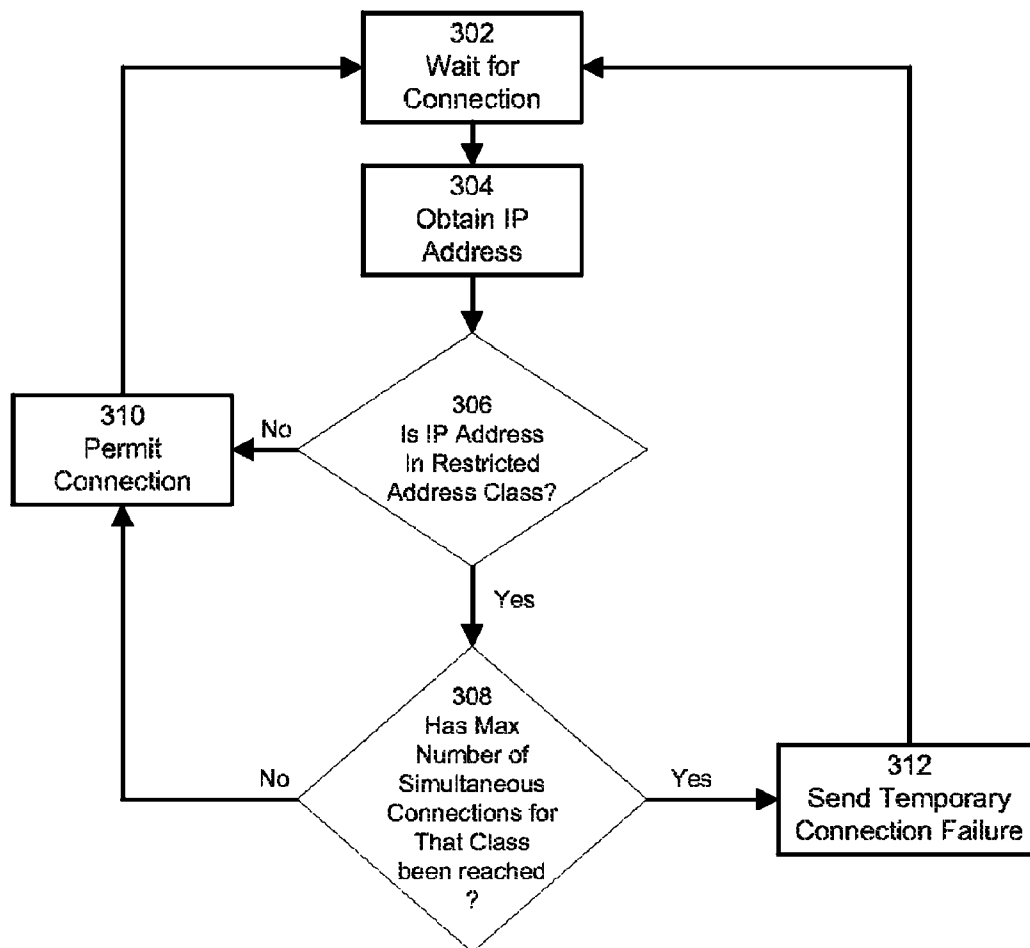 302
Wait for
Connection
304
Obtain IP
Address
306
Is IP Address
In Restricted
Address Class?
No
310
Permit
Connection
Yes
308
Has Max
Number of
Simultaneous
Connections for
That Class
been reached
?
No
Yes
312
Send Temporary
Connection Failure